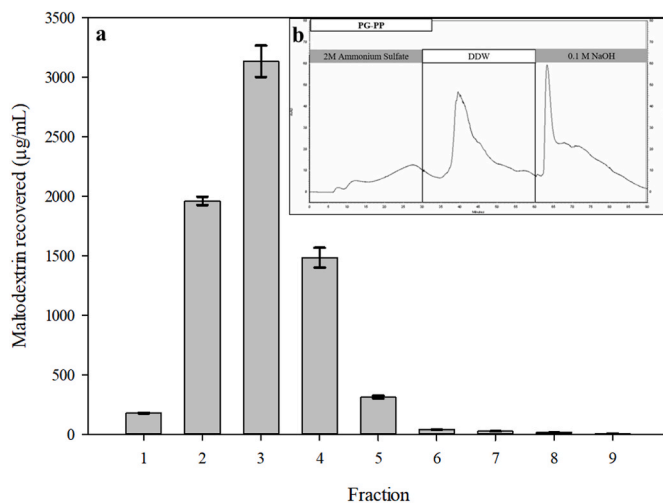 a
b
PG-PP
2M Ammonium Sulfate
DDW
0.1 M NaOH
Maltodextrin recovered (µg/mL)
3500
3000
2500
2000
1500
1000
500
0
1 2 3 4 5 6 7 8 9
Fraction